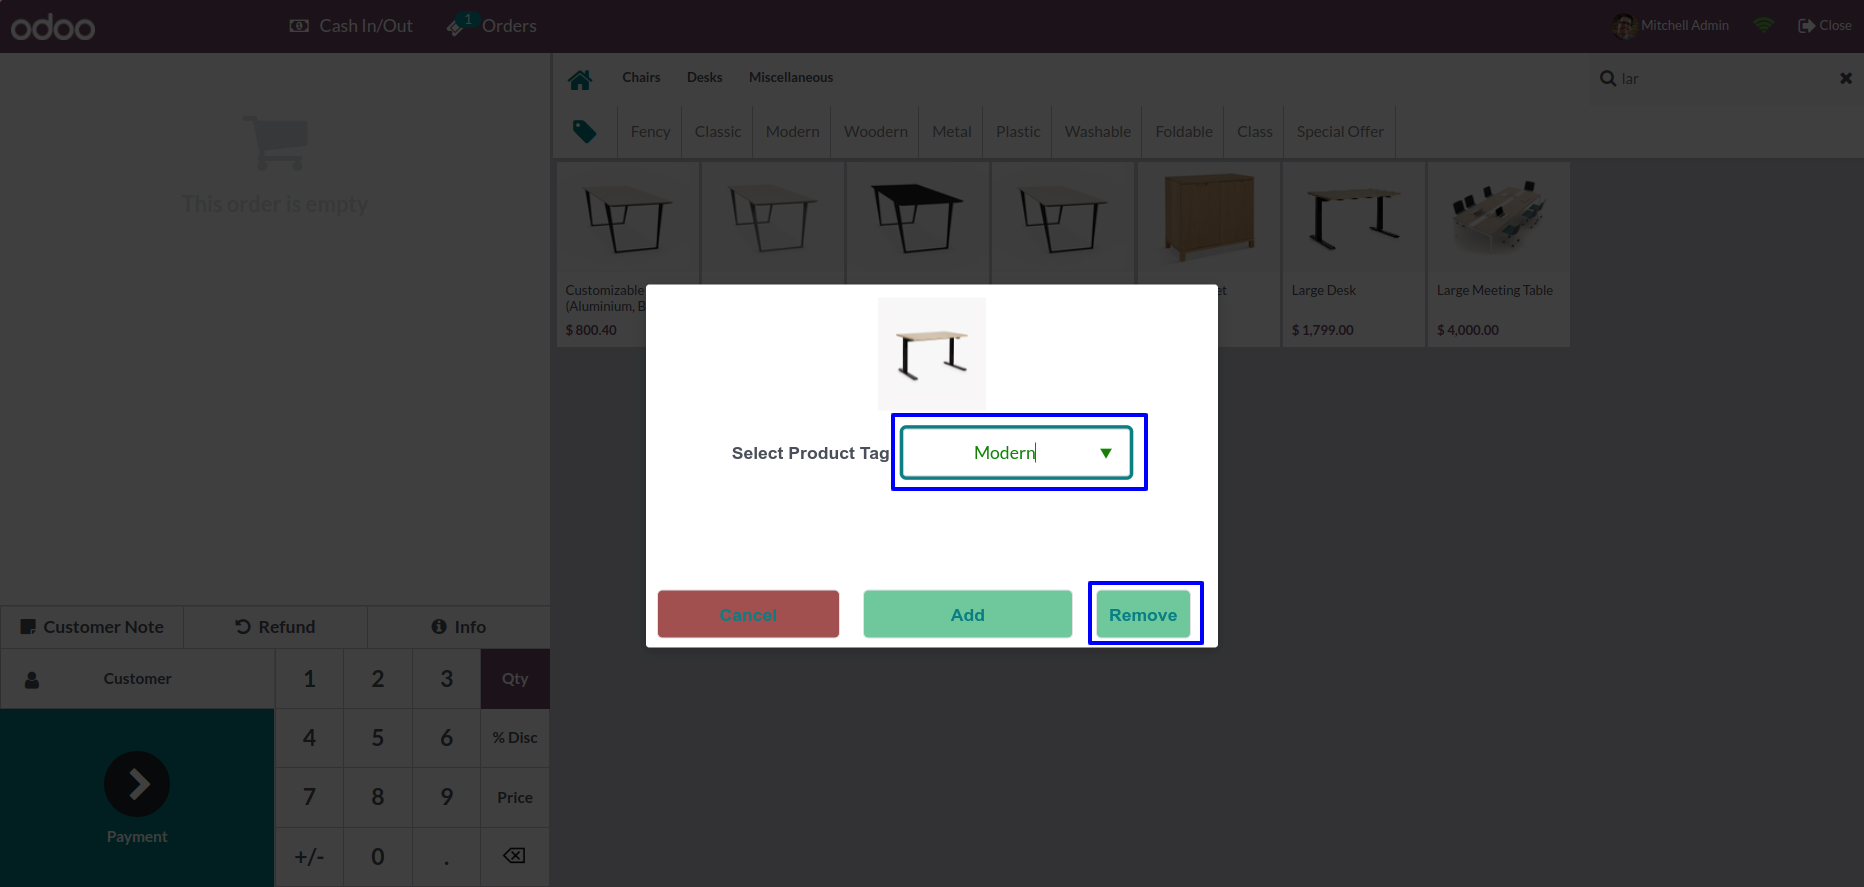 odoo
Cash In/Out
1
Orders
Mitchell Admin
Close
Chairs
Desks
Miscellaneous
lar
Fency
Classic
Modern
Woodern
Metal
Plastic
Washable
Foldable
Class
Special Offer
This order is empty
Customizable
(Aluminium, B
$ 800.40
et
Large Desk
$ 1,799.00
Large Meeting Table
$ 4,000.00
Select Product Tag
Modern
Cancel
Add
Remove
Customer Note
Refund
Info
Customer
1
2
3
Qty
4
5
6
% Disc
7
8
9
Price
Payment
+/-
0
.